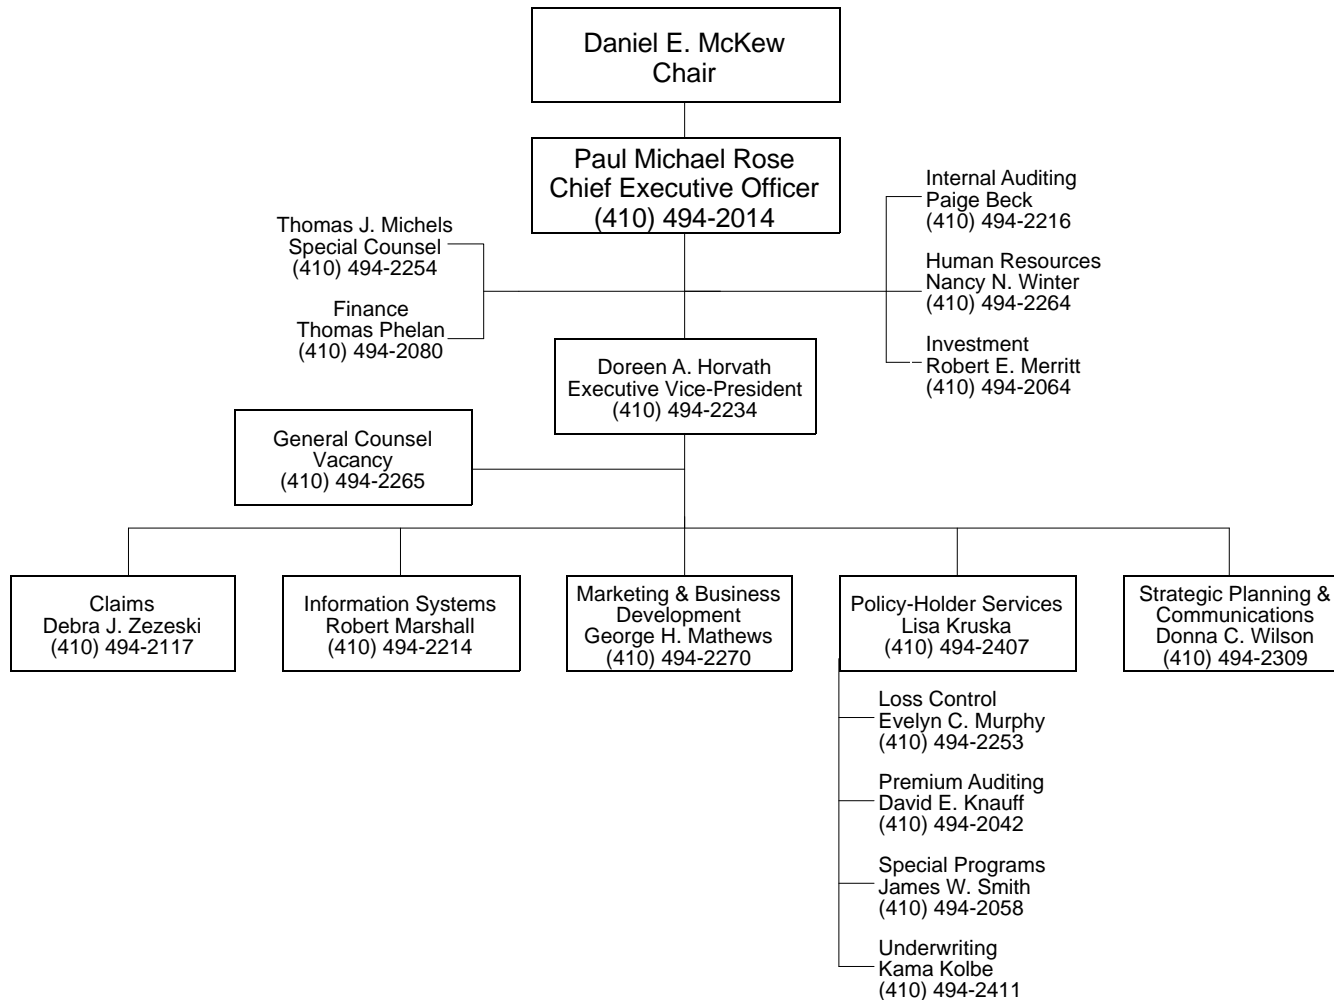 Daniel E. McKew
Chair
Paul Michael Rose
Chief Executive Officer
(410) 494-2014
Thomas J. Michels
Special Counsel
(410) 494-2254
Finance
Thomas Phelan
(410) 494-2080
Internal Auditing
Paige Beck
(410) 494-2216
Human Resources
Nancy N. Winter
(410) 494-2264
Investment
Robert E. Merritt
(410) 494-2064
Doreen A. Horvath
Executive Vice-President
(410) 494-2234
General Counsel
Vacancy
(410) 494-2265
Claims
Debra J. Zezeski
(410) 494-2117
Information Systems
Robert Marshall
(410) 494-2214
Marketing & Business
Development
George H. Mathews
(410) 494-2270
Policy-Holder Services
Lisa Kruska
(410) 494-2407
Strategic Planning &
Communications
Donna C. Wilson
(410) 494-2309
Loss Control
Evelyn C. Murphy
(410) 494-2253
Premium Auditing
David E. Knauff
(410) 494-2042
Special Programs
James W. Smith
(410) 494-2058
Underwriting
Kama Kolbe
(410) 494-2411